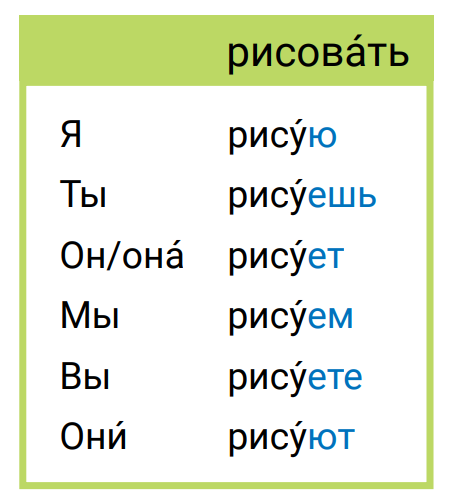 рисова́ть
Я рису́ю
Ты рису́ешь
Он/она́ рису́ет
Мы рису́ем
Вы рису́ете
Они́ рису́ют